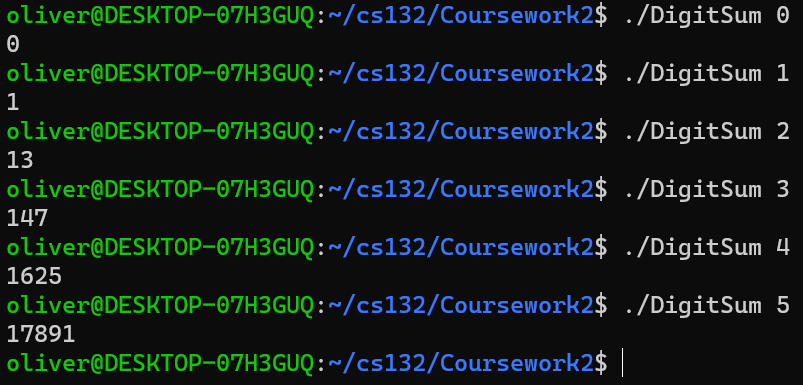 oliver@DESKTOP-07H3GUQ:~/cs132/Coursework2$ ./DigitSum 0
0
oliver@DESKTOP-07H3GUQ:~/cs132/Coursework2$ ./DigitSum 1
1
oliver@DESKTOP-07H3GUQ:~/cs132/Coursework2$ ./DigitSum 2
13
oliver@DESKTOP-07H3GUQ:~/cs132/Coursework2$ ./DigitSum 3
147
oliver@DESKTOP-07H3GUQ:~/cs132/Coursework2$ ./DigitSum 4
1625
oliver@DESKTOP-07H3GUQ:~/cs132/Coursework2$ ./DigitSum 5
17891
oliver@DESKTOP-07H3GUQ:~/cs132/Coursework2$